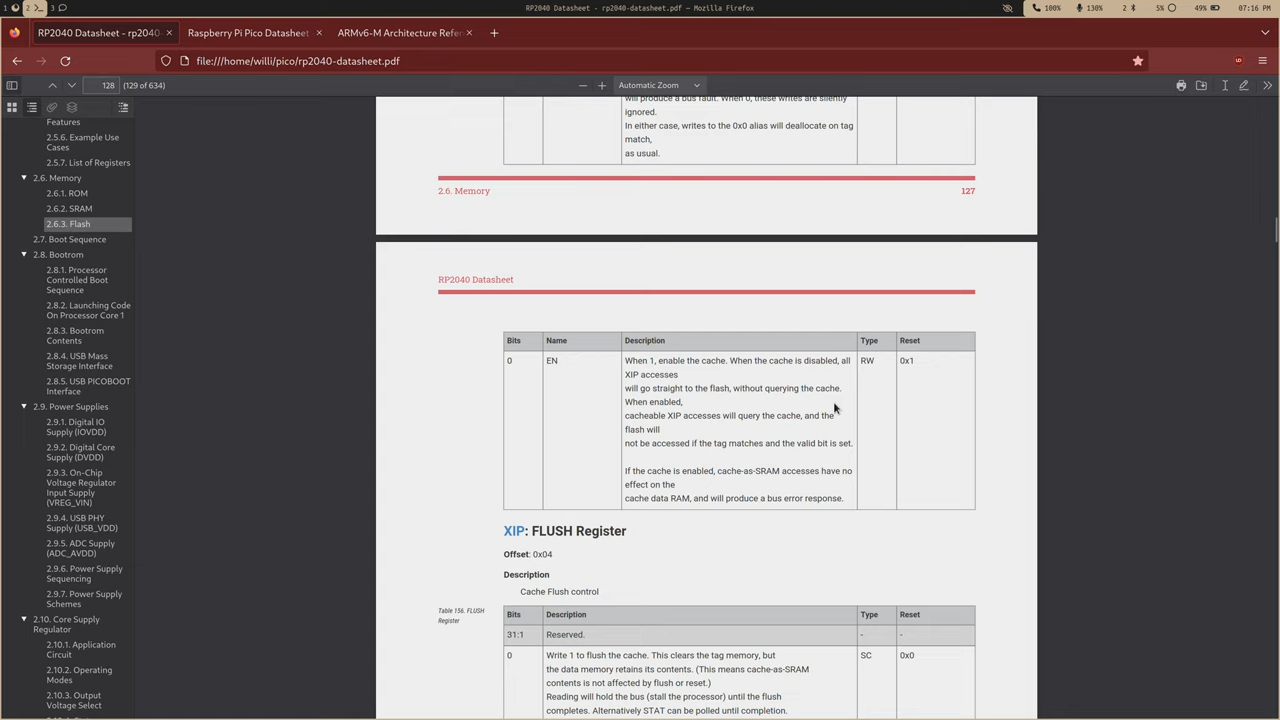 1 2 >_ 3
RP2040 Datasheet - rp2040-datasheet.pdf — Mozilla Firefox
100% 130% 2 5% 49% 07:16 PM
RP2040 Datasheet - rp2040- × Raspberry Pi Pico Datasheet × ARMv6-M Architecture Refer ×
file:///home/willi/pico/rp2040-datasheet.pdf
128 (129 of 634) Automatic Zoom
Features
2.5.6. Example Use
Cases
2.5.7. List of Registers
2.6. Memory
2.6.1. ROM
2.6.2. SRAM
2.6.3. Flash
2.7. Boot Sequence
2.8. Bootrom
2.8.1. Processor
Controlled Boot
Sequence
2.8.2. Launching Code
On Processor Core 1
2.8.3. Bootrom
Contents
2.8.4. USB Mass
Storage Interface
2.8.5. USB PICOBOOT
Interface
2.9. Power Supplies
2.9.1. Digital IO
Supply (IOVDD)
2.9.2. Digital Core
Supply (DVDD)
2.9.3. On-Chip
Voltage Regulator
Input Supply
(VREG_VIN)
2.9.4. USB PHY
Supply (USB_VDD)
2.9.5. ADC Supply
(ADC_AVDD)
2.9.6. Power Supply
Sequencing
2.9.7. Power Supply
Schemes
2.10. Core Supply
Regulator
2.10.1. Application
Circuit
2.10.2. Operating
Modes
2.10.3. Output
Voltage Select
will produce a bus fault. When 0, these writes are silently
ignored.
In either case, writes to the 0x0 alias will deallocate on tag
match,
as usual.
2.6. Memory 127
RP2040 Datasheet
Bits Name Description Type Reset
0 EN When 1, enable the cache. When the cache is disabled, all RW 0x1
XIP accesses
will go straight to the flash, without querying the cache.
When enabled,
cacheable XIP accesses will query the cache, and the
flash will
not be accessed if the tag matches and the valid bit is set.
If the cache is enabled, cache-as-SRAM accesses have no
effect on the
cache data RAM, and will produce a bus error response.
XIP: FLUSH Register
Offset: 0x04
Description
Cache Flush control
Table 156. FLUSH
Register
Bits Description Type Reset
31:1 Reserved. - -
0 Write 1 to flush the cache. This clears the tag memory, but SC 0x0
the data memory retains its contents. (This means cache-as-SRAM
contents is not affected by flush or reset.)
Reading will hold the bus (stall the processor) until the flush
completes. Alternatively STAT can be polled until completion.